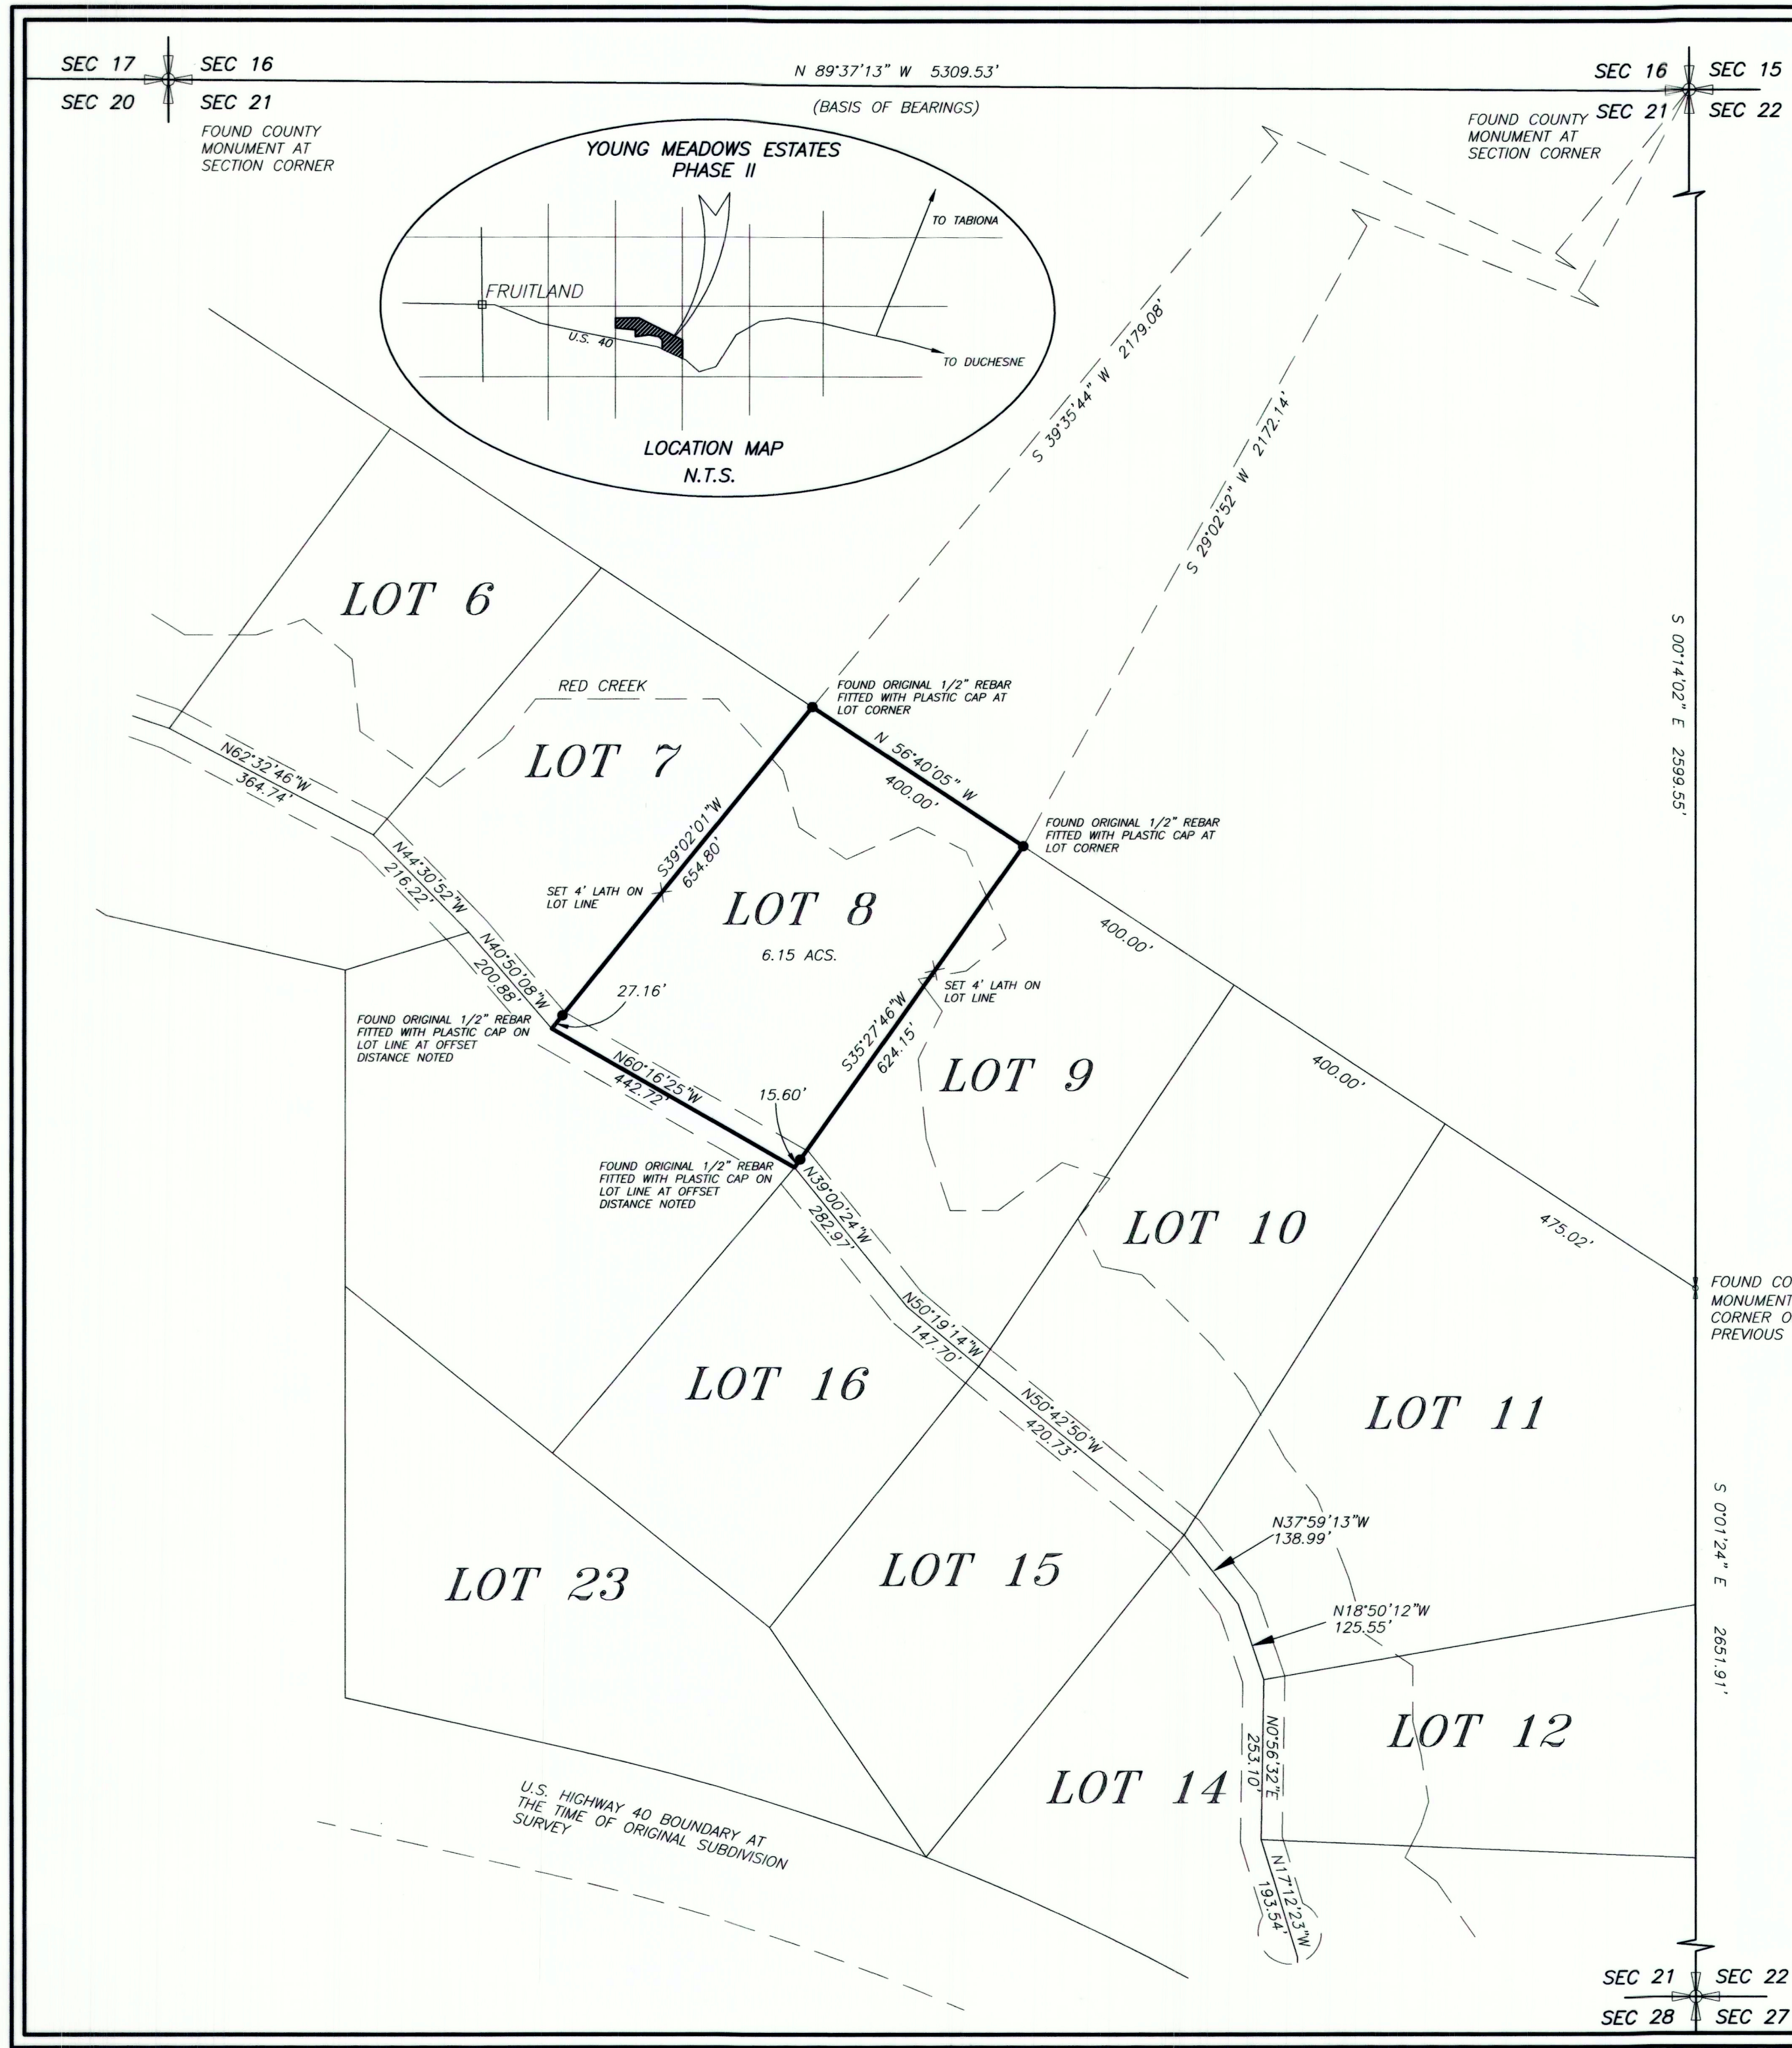 SEC 17
SEC 16
SEC 20
SEC 21
FOUND COUNTY
MONUMENT AT
SECTION CORNER
N 89°37'13" W 5309.53'
(BASIS OF BEARINGS)
SEC 16
SEC 15
SEC 21
SEC 22
FOUND COUNTY
MONUMENT AT
SECTION CORNER
YOUNG MEADOWS ESTATES
PHASE II
TO TABIONA
FRUITLAND
U.S. 40
TO DUCHESNE
LOCATION MAP
N.T.S.
S 39°35'44" W 2179.08'
S 29°02'52" W 2172.14'
S 00°14'02" E 2599.55'
LOT 6
RED CREEK
FOUND ORIGINAL 1/2" REBAR
FITTED WITH PLASTIC CAP AT
LOT CORNER
LOT 7
N 56°40'05" W
400.00'
N62°32'46"W
364.74'
FOUND ORIGINAL 1/2" REBAR
FITTED WITH PLASTIC CAP AT
LOT CORNER
S39°02'01"W
654.80'
N44°30'52"W
216.22'
SET 4' LATH ON
LOT LINE
LOT 8
6.15 ACS.
400.00'
N40°50'08"W
200.88'
27.16'
SET 4' LATH ON
LOT LINE
FOUND ORIGINAL 1/2" REBAR
FITTED WITH PLASTIC CAP ON
LOT LINE AT OFFSET
DISTANCE NOTED
S35°27'46"W
624.15'
N60°16'25"W
442.72'
15.60'
LOT 9
400.00'
FOUND ORIGINAL 1/2" REBAR
FITTED WITH PLASTIC CAP ON
LOT LINE AT OFFSET
DISTANCE NOTED
N39°00'24"W
282.97'
LOT 10
475.02'
FOUND CO
MONUMENT
CORNER O
PREVIOUS
N50°19'14"W
147.70'
LOT 16
N50°42'50"W
420.73'
LOT 11
S 0°01'24" E 2651.91'
N37°59'13"W
138.99'
LOT 23
LOT 15
N18°50'12"W
125.55'
N0°56'32"E
253.10'
LOT 12
LOT 14
U.S. HIGHWAY 40 BOUNDARY AT
THE TIME OF ORIGINAL SUBDIVISION
SURVEY
N17°12'23"W
193.54'
SEC 21
SEC 22
SEC 28
SEC 27